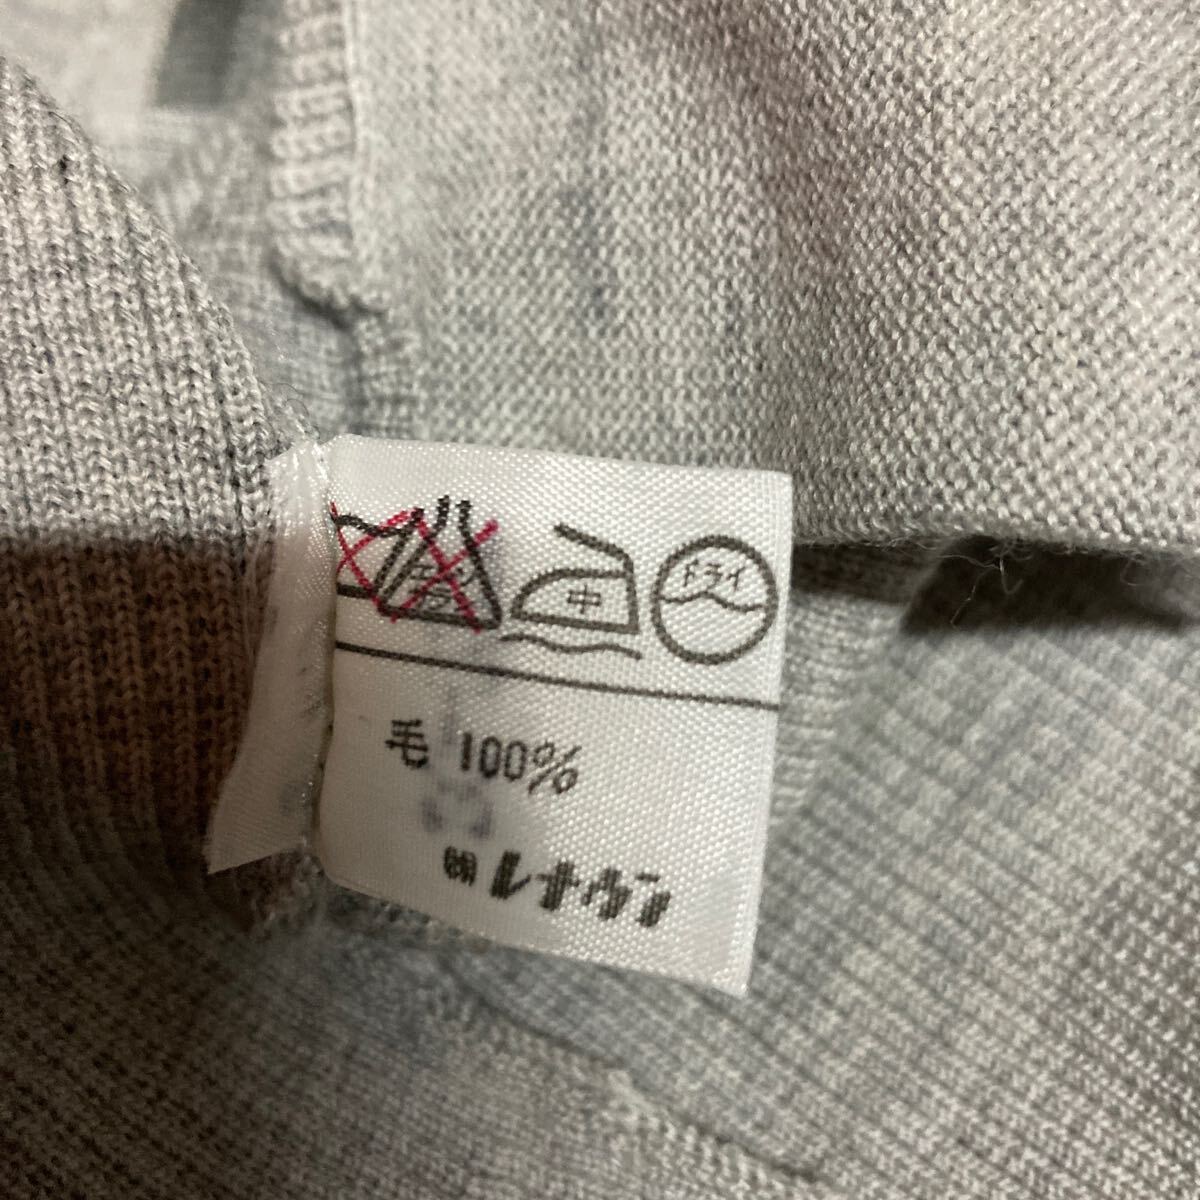 中 ドライ
毛 100%
㈱ レナウン